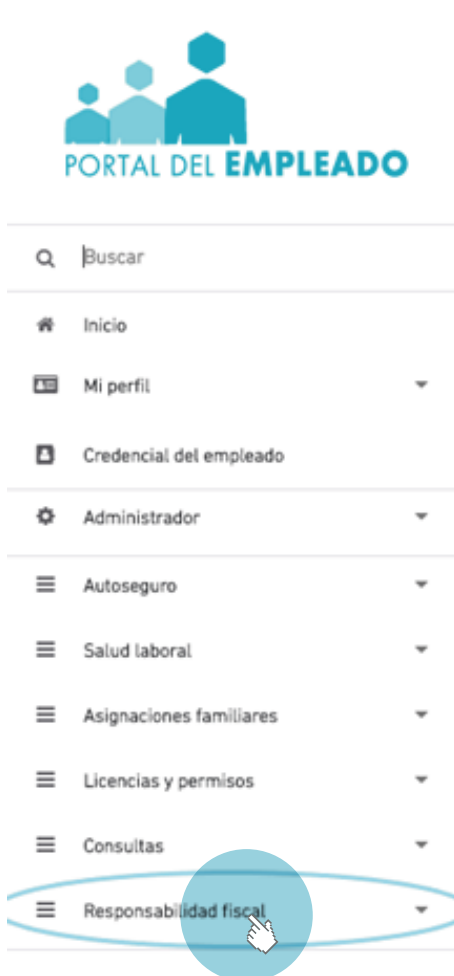 PORTAL DEL EMPLEADO
Buscar
Inicio
Mi perfil
Credencial del empleado
Administrador
Autoseguro
Salud laboral
Asignaciones familiares
Licencias y permisos
Consultas
Responsabilidad fiscal